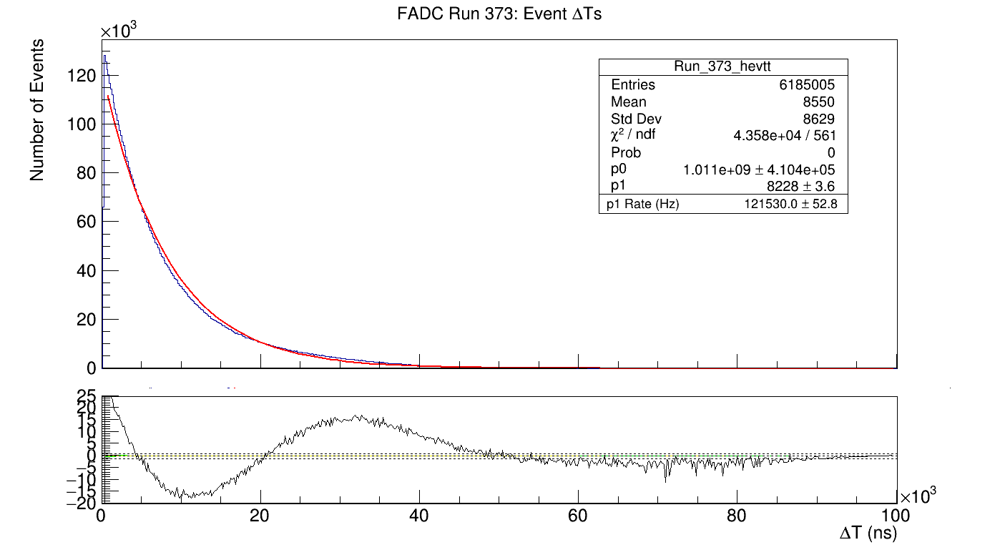 FADC Run 373: Event ΔTs
×10³
Number of Events
120
100
80
60
40
20
0
Run_373_hevtt
Entries 6185005
Mean 8550
Std Dev 8629
χ² / ndf 4.358e+04 / 561
Prob 0
p0 1.011e+09 ± 4.104e+05
p1 8228 ± 3.6
p1 Rate (Hz) 121530.0 ± 52.8
25
20
15
10
5
0
−5
−10
−15
−20
0 20 40 60 80 100
×10³
ΔT (ns)